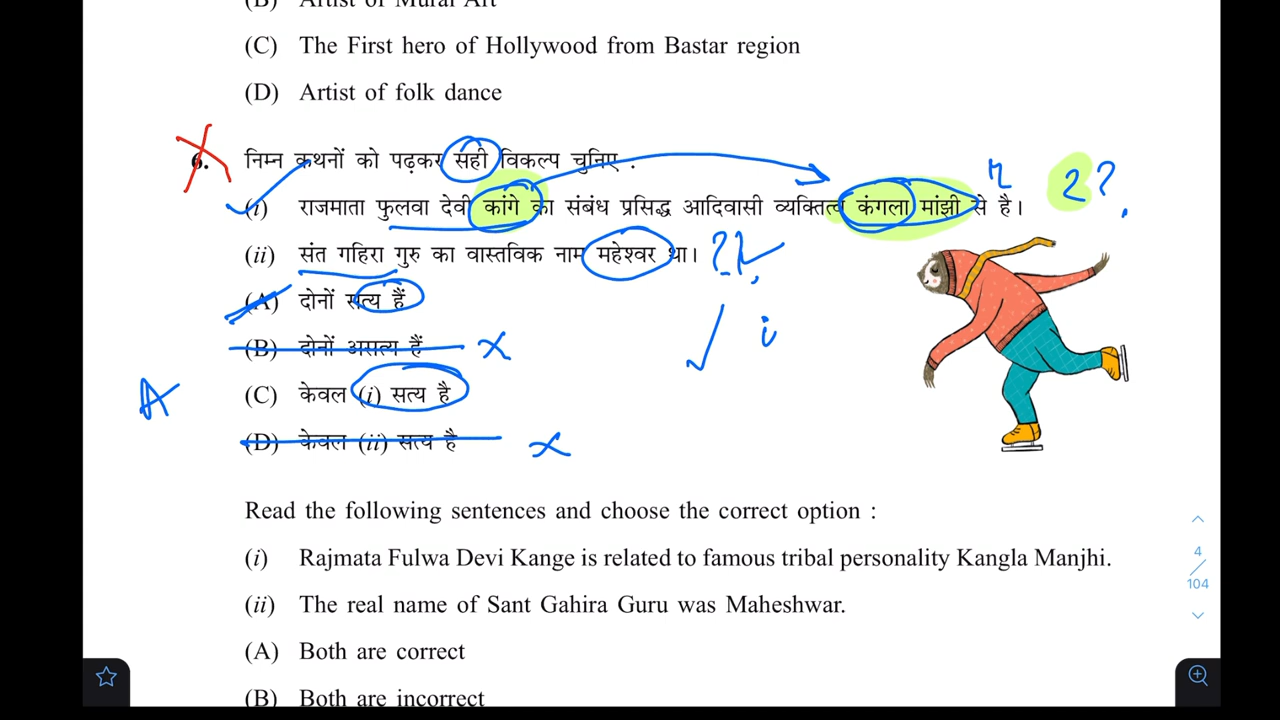 (B) Artist of Mural Art
(C) The First hero of Hollywood from Bastar region
(D) Artist of folk dance
6. निम्न कथनों को पढ़कर सही विकल्प चुनिए :
(i) राजमाता फुलवा देवी कांगे का संबंध प्रसिद्ध आदिवासी व्यक्तित्व कंगला मांझी से है। 2?
(ii) संत गहिरा गुरु का वास्तविक नाम महेश्वर था।
(A) दोनों सत्य हैं
i
(B) दोनों असत्य हैं x
A (C) केवल (i) सत्य है
(D) केवल (ii) सत्य है x
Read the following sentences and choose the correct option :
(i) Rajmata Fulwa Devi Kange is related to famous tribal personality Kangla Manjhi.
(ii) The real name of Sant Gahira Guru was Maheshwar.
(A) Both are correct
(B) Both are incorrect
4
/
104